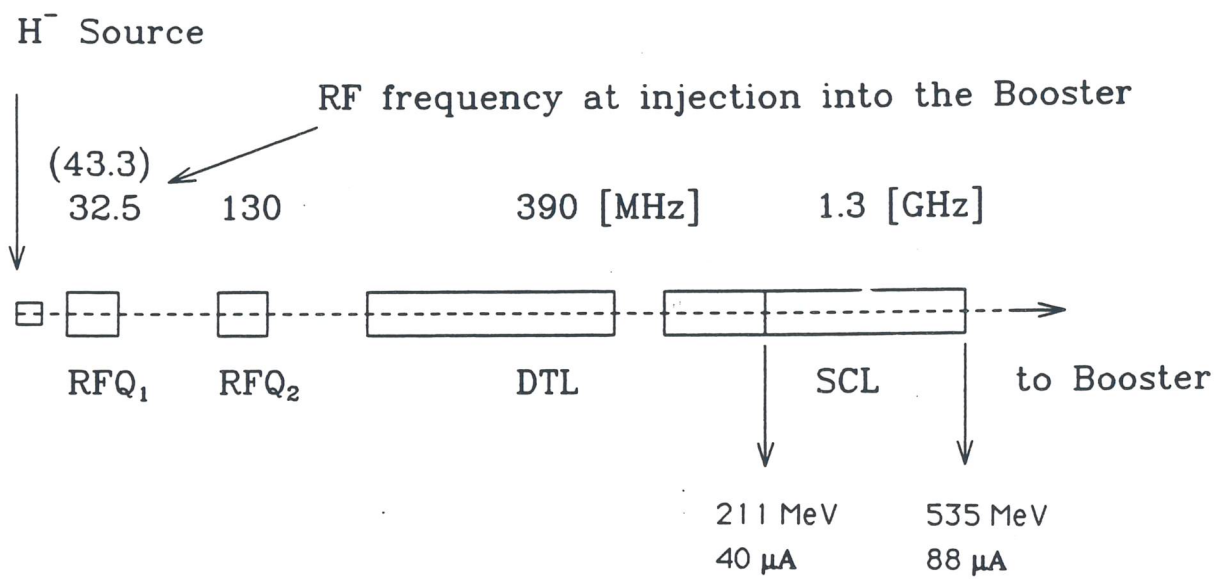 H⁻ Source
RF frequency at injection into the Booster
(43.3)
32.5 130 390 [MHz] 1.3 [GHz]
RFQ₁ RFQ₂ DTL SCL to Booster
211 MeV 535 MeV
40 μA 88 μA